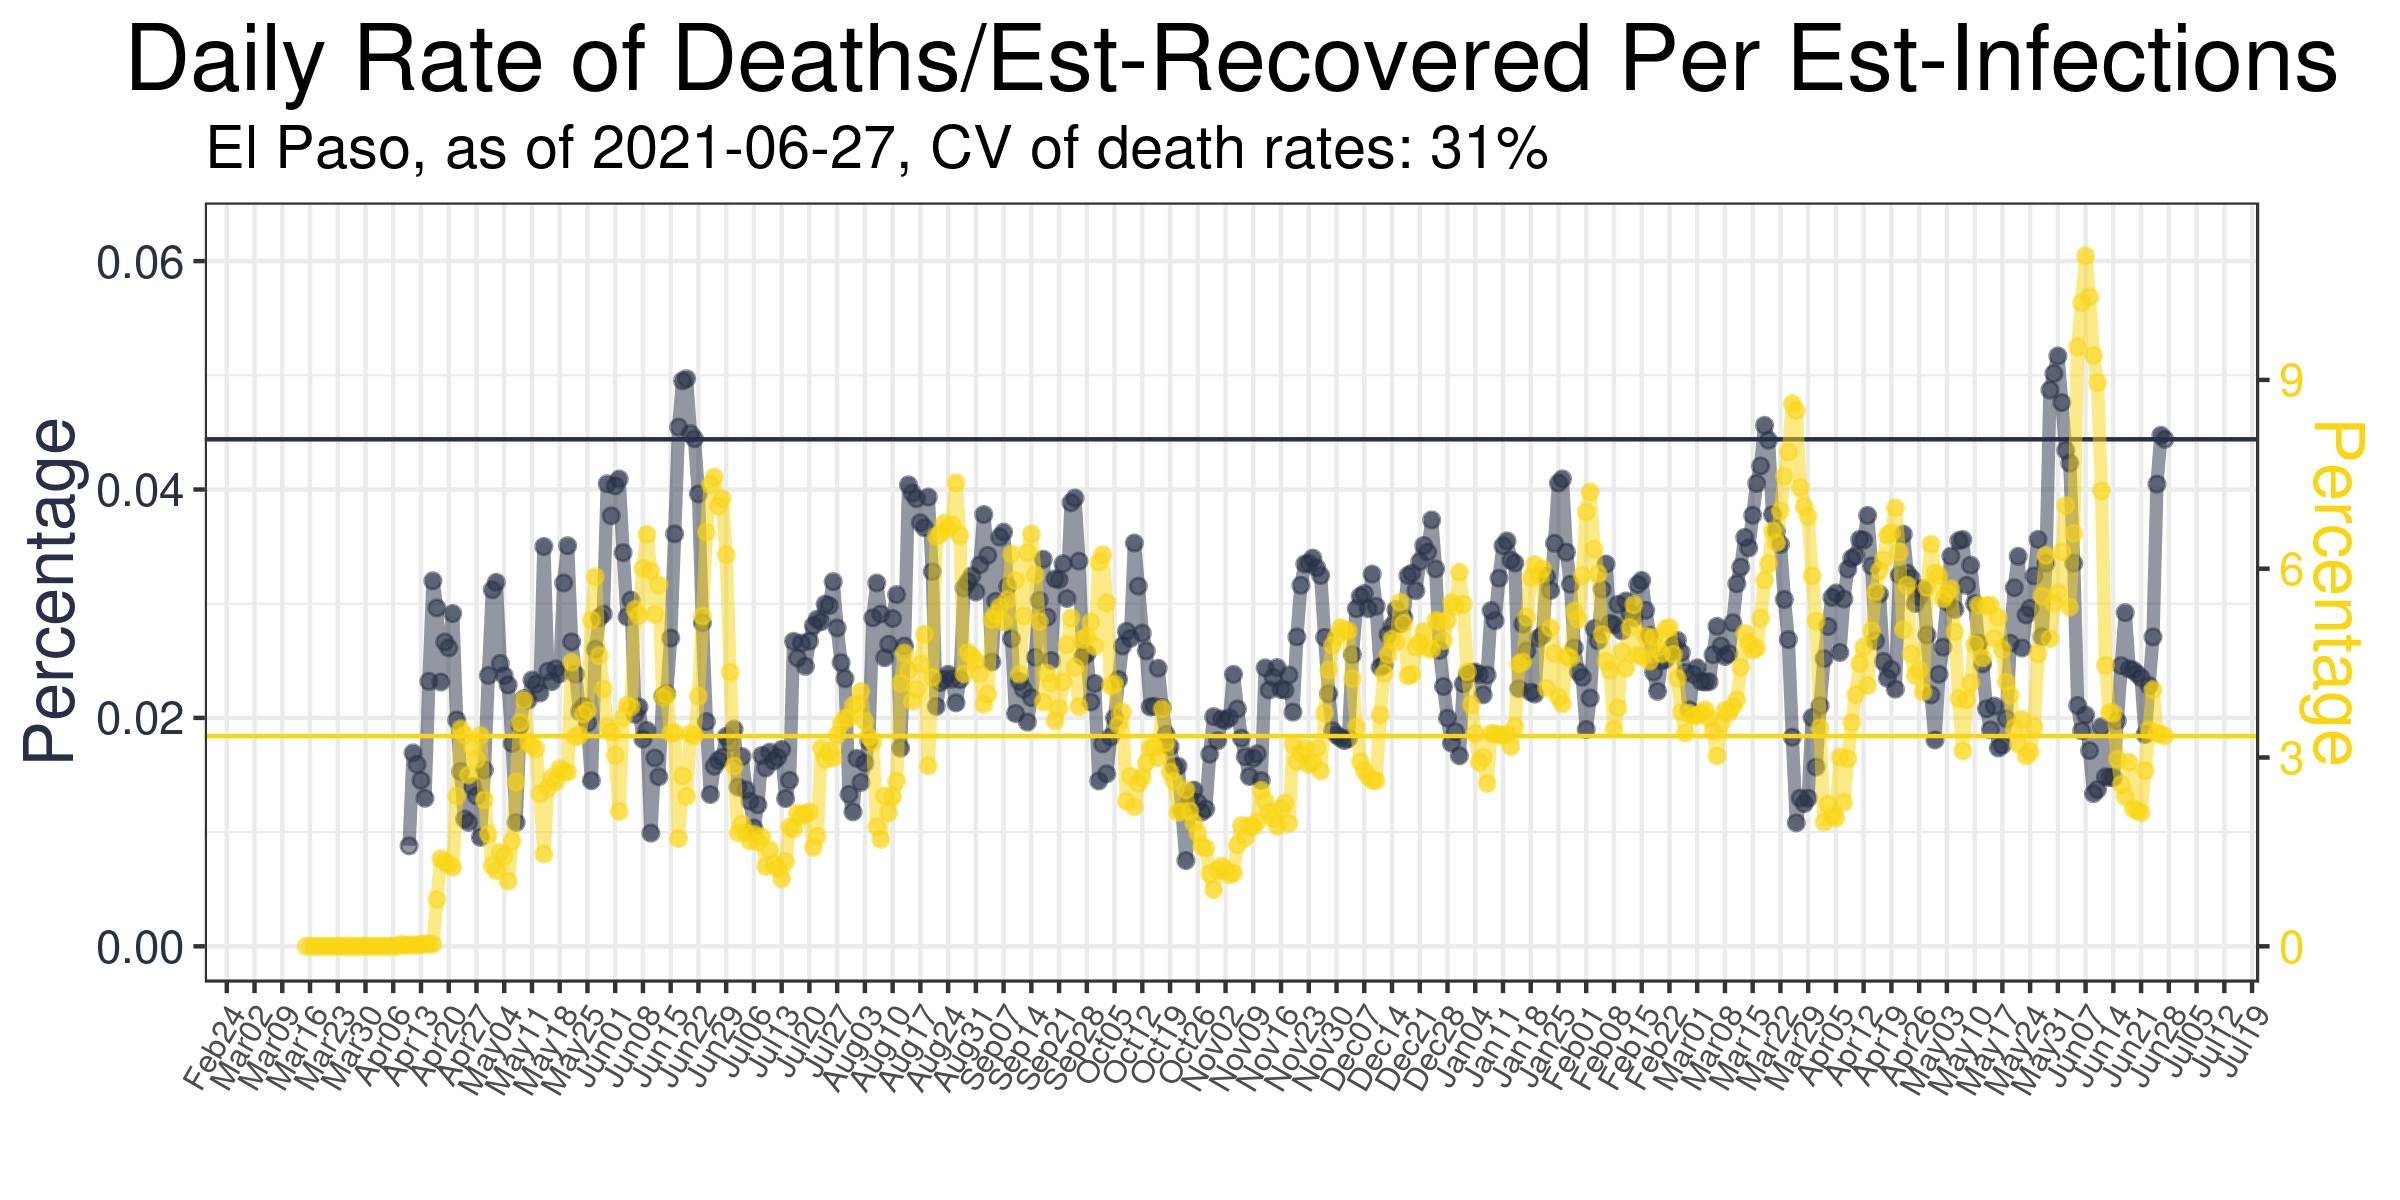 Daily Rate of Deaths/Est-Recovered Per Est-Infections
El Paso, as of 2021-06-27, CV of death rates: 31%
Percentage
0.06
0.04
0.02
0.00
9
6
3
0
Percentage
Feb24 Mar02 Mar09 Mar16 Mar23 Mar30 Apr06 Apr13 Apr20 Apr27 May04 May11 May18 May25 Jun01 Jun08 Jun15 Jun22 Jun29 Jul06 Jul13 Jul20 Jul27 Aug03 Aug10 Aug17 Aug24 Aug31 Sep07 Sep14 Sep21 Sep28 Oct05 Oct12 Oct19 Oct26 Nov02 Nov09 Nov16 Nov23 Nov30 Dec07 Dec14 Dec21 Dec28 Jan04 Jan11 Jan18 Jan25 Feb01 Feb08 Feb15 Feb22 Mar01 Mar08 Mar15 Mar22 Mar29 Apr05 Apr12 Apr19 Apr26 May03 May10 May17 May24 May31 Jun07 Jun14 Jun21 Jun28 Jul05 Jul12 Jul19